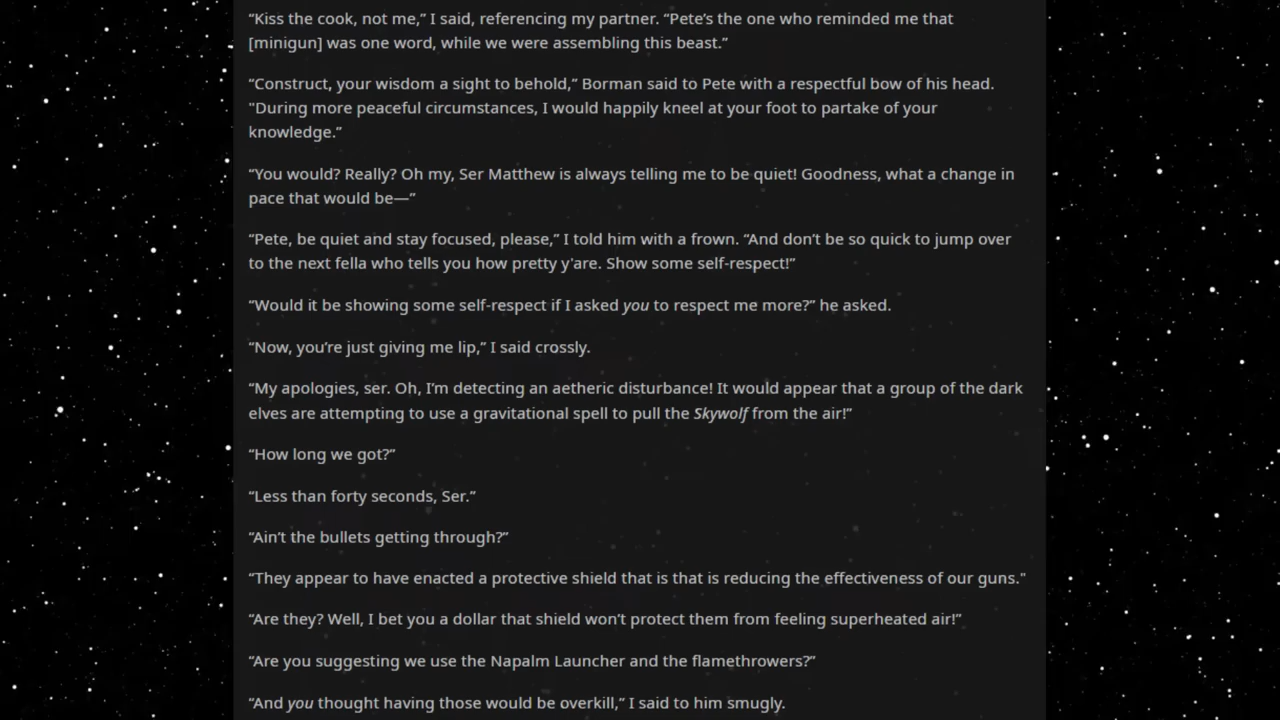 “Kiss the cook, not me,” I said, referencing my partner. “Pete’s the one who reminded me that
[minigun] was one word, while we were assembling this beast.”
“Construct, your wisdom a sight to behold,” Borman said to Pete with a respectful bow of his head.
"During more peaceful circumstances, I would happily kneel at your foot to partake of your
knowledge.”
“You would? Really? Oh my, Ser Matthew is always telling me to be quiet! Goodness, what a change in
pace that would be—”
“Pete, be quiet and stay focused, please,” I told him with a frown. “And don’t be so quick to jump over
to the next fella who tells you how pretty y’are. Show some self-respect!”
“Would it be showing some self-respect if I asked you to respect me more?” he asked.
“Now, you’re just giving me lip,” I said crossly.
“My apologies, ser. Oh, I’m detecting an aetheric disturbance! It would appear that a group of the dark
elves are attempting to use a gravitational spell to pull the Skywolf from the air!”
“How long we got?”
“Less than forty seconds, Ser.”
“Ain’t the bullets getting through?”
“They appear to have enacted a protective shield that is that is reducing the effectiveness of our guns."
“Are they? Well, I bet you a dollar that shield won’t protect them from feeling superheated air!”
“Are you suggesting we use the Napalm Launcher and the flamethrowers?”
“And you thought having those would be overkill,” I said to him smugly.